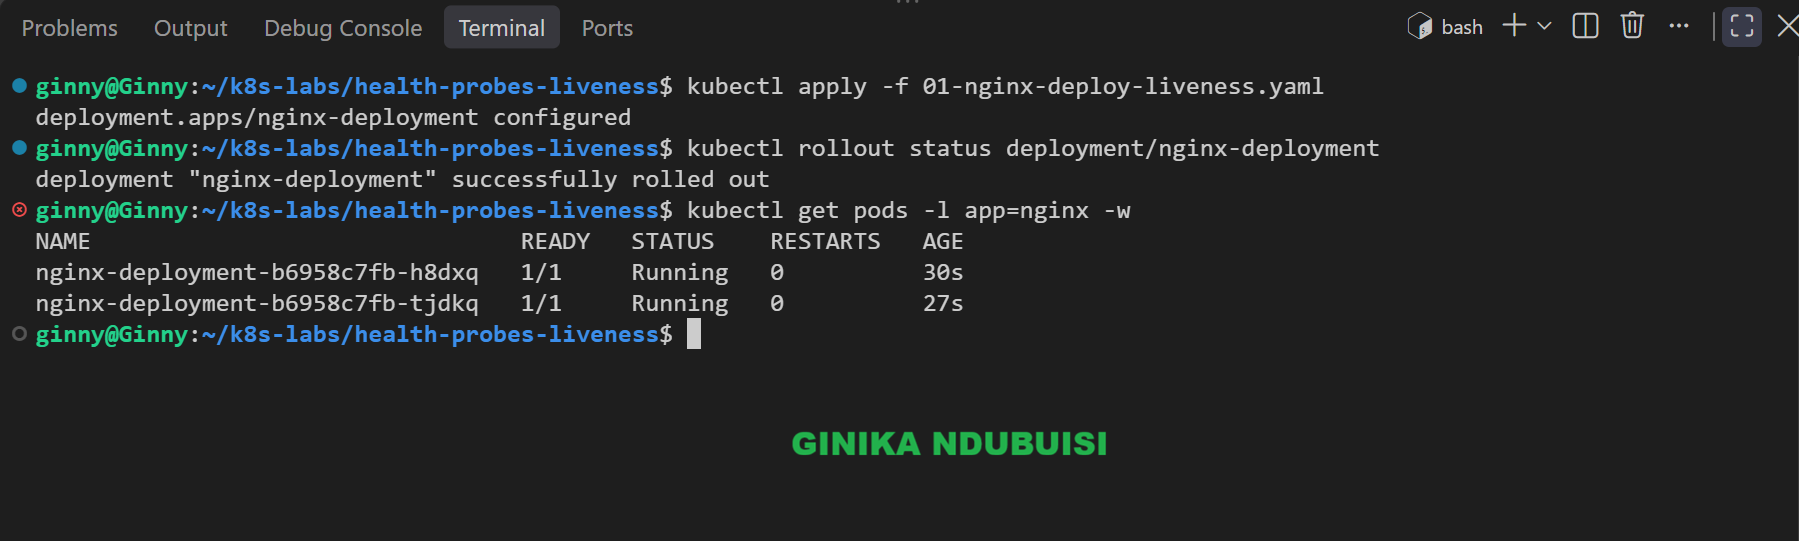 Problems Output Debug Console Terminal Ports bash
ginny@Ginny:~/k8s-labs/health-probes-liveness$ kubectl apply -f 01-nginx-deploy-liveness.yaml
deployment.apps/nginx-deployment configured
ginny@Ginny:~/k8s-labs/health-probes-liveness$ kubectl rollout status deployment/nginx-deployment
deployment "nginx-deployment" successfully rolled out
ginny@Ginny:~/k8s-labs/health-probes-liveness$ kubectl get pods -l app=nginx -w
NAME READY STATUS RESTARTS AGE
nginx-deployment-b6958c7fb-h8dxq 1/1 Running 0 30s
nginx-deployment-b6958c7fb-tjdkq 1/1 Running 0 27s
ginny@Ginny:~/k8s-labs/health-probes-liveness$
GINIKA NDUBUISI